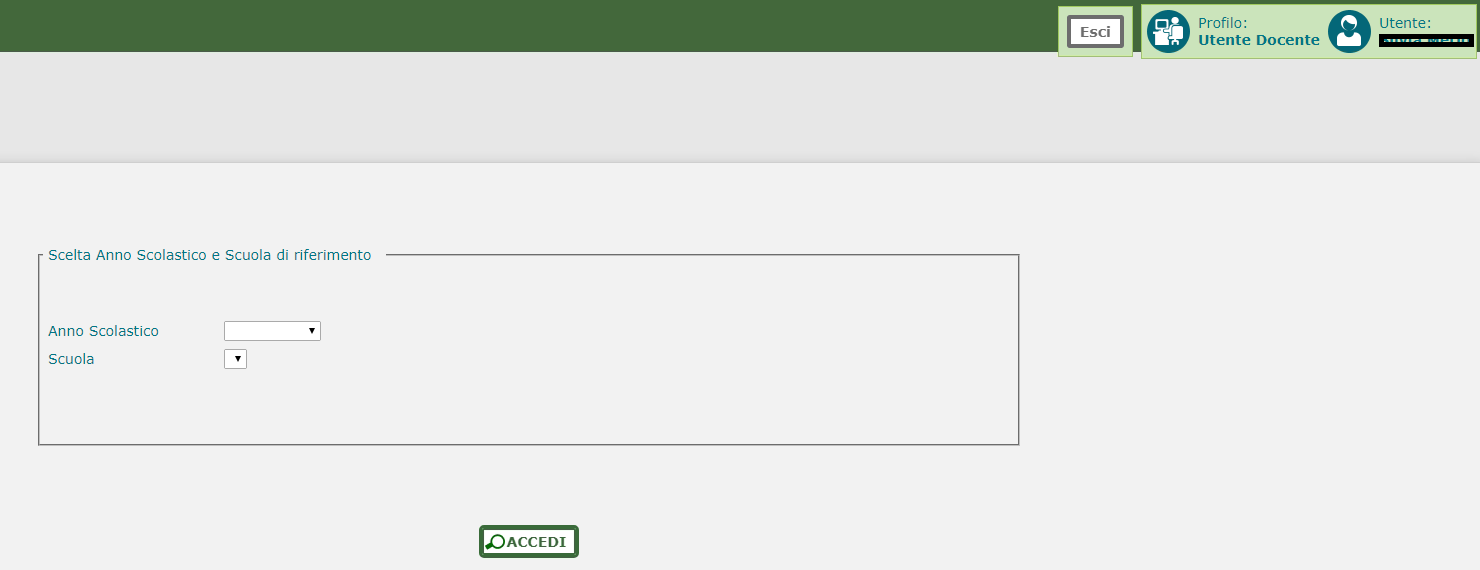 Esci
Profilo:
Utente Docente
Utente:
Scelta Anno Scolastico e Scuola di riferimento
Anno Scolastico
Scuola
ACCEDI